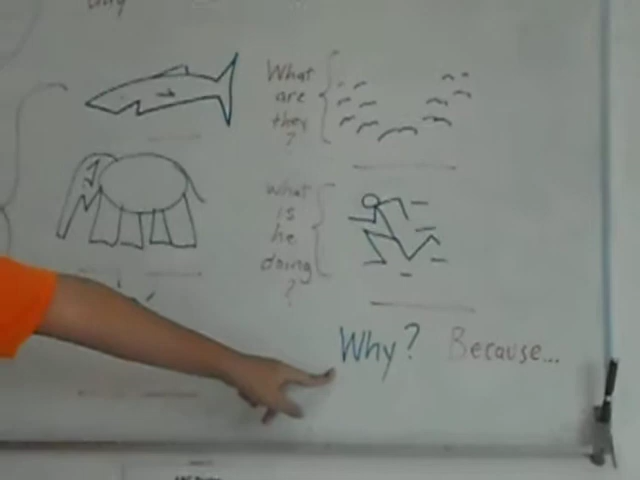 What
are
they
?
What
is
he
doing
?
Why? Because...